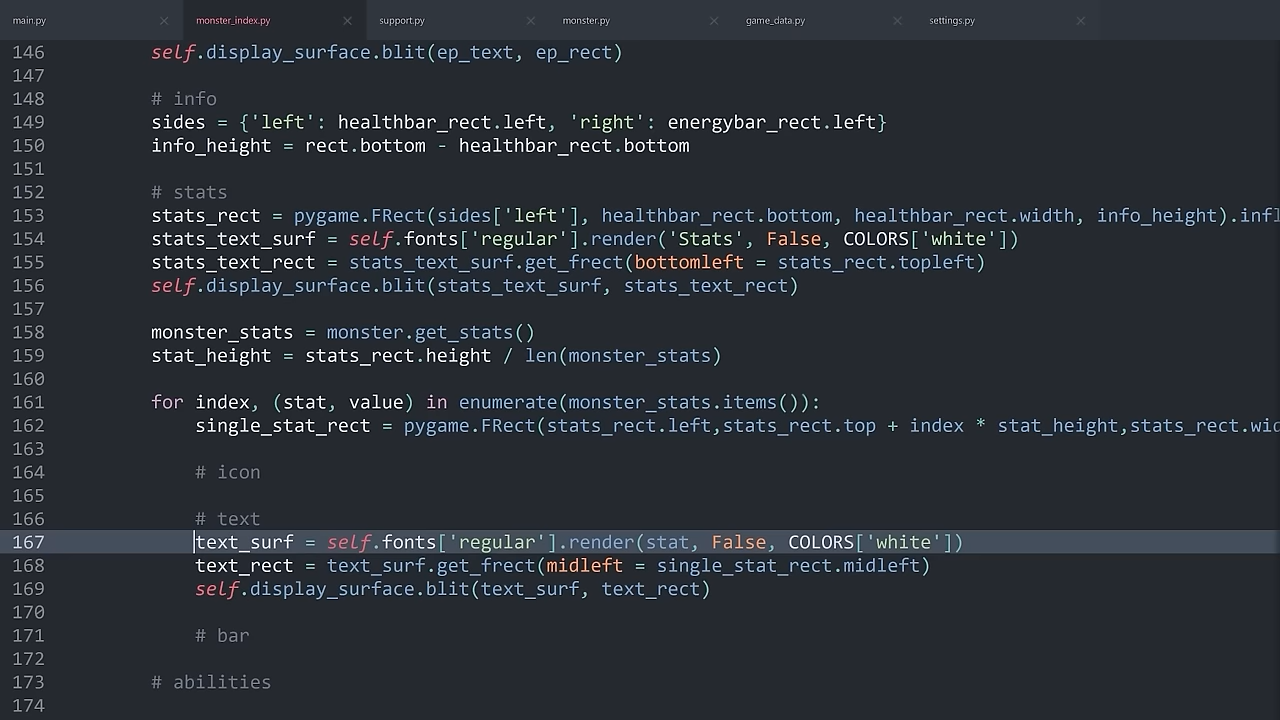 main.py monster_index.py support.py monster.py game_data.py settings.py
146 self.display_surface.blit(ep_text, ep_rect)
147
148 # info
149 sides = {'left': healthbar_rect.left, 'right': energybar_rect.left}
150 info_height = rect.bottom - healthbar_rect.bottom
151
152 # stats
153 stats_rect = pygame.FRect(sides['left'], healthbar_rect.bottom, healthbar_rect.width, info_height).infl
154 stats_text_surf = self.fonts['regular'].render('Stats', False, COLORS['white'])
155 stats_text_rect = stats_text_surf.get_frect(bottomleft = stats_rect.topleft)
156 self.display_surface.blit(stats_text_surf, stats_text_rect)
157
158 monster_stats = monster.get_stats()
159 stat_height = stats_rect.height / len(monster_stats)
160
161 for index, (stat, value) in enumerate(monster_stats.items()):
162 single_stat_rect = pygame.FRect(stats_rect.left,stats_rect.top + index * stat_height,stats_rect.wid
163
164 # icon
165
166 # text
167 text_surf = self.fonts['regular'].render(stat, False, COLORS['white'])
168 text_rect = text_surf.get_frect(midleft = single_stat_rect.midleft)
169 self.display_surface.blit(text_surf, text_rect)
170
171 # bar
172
173 # abilities
174